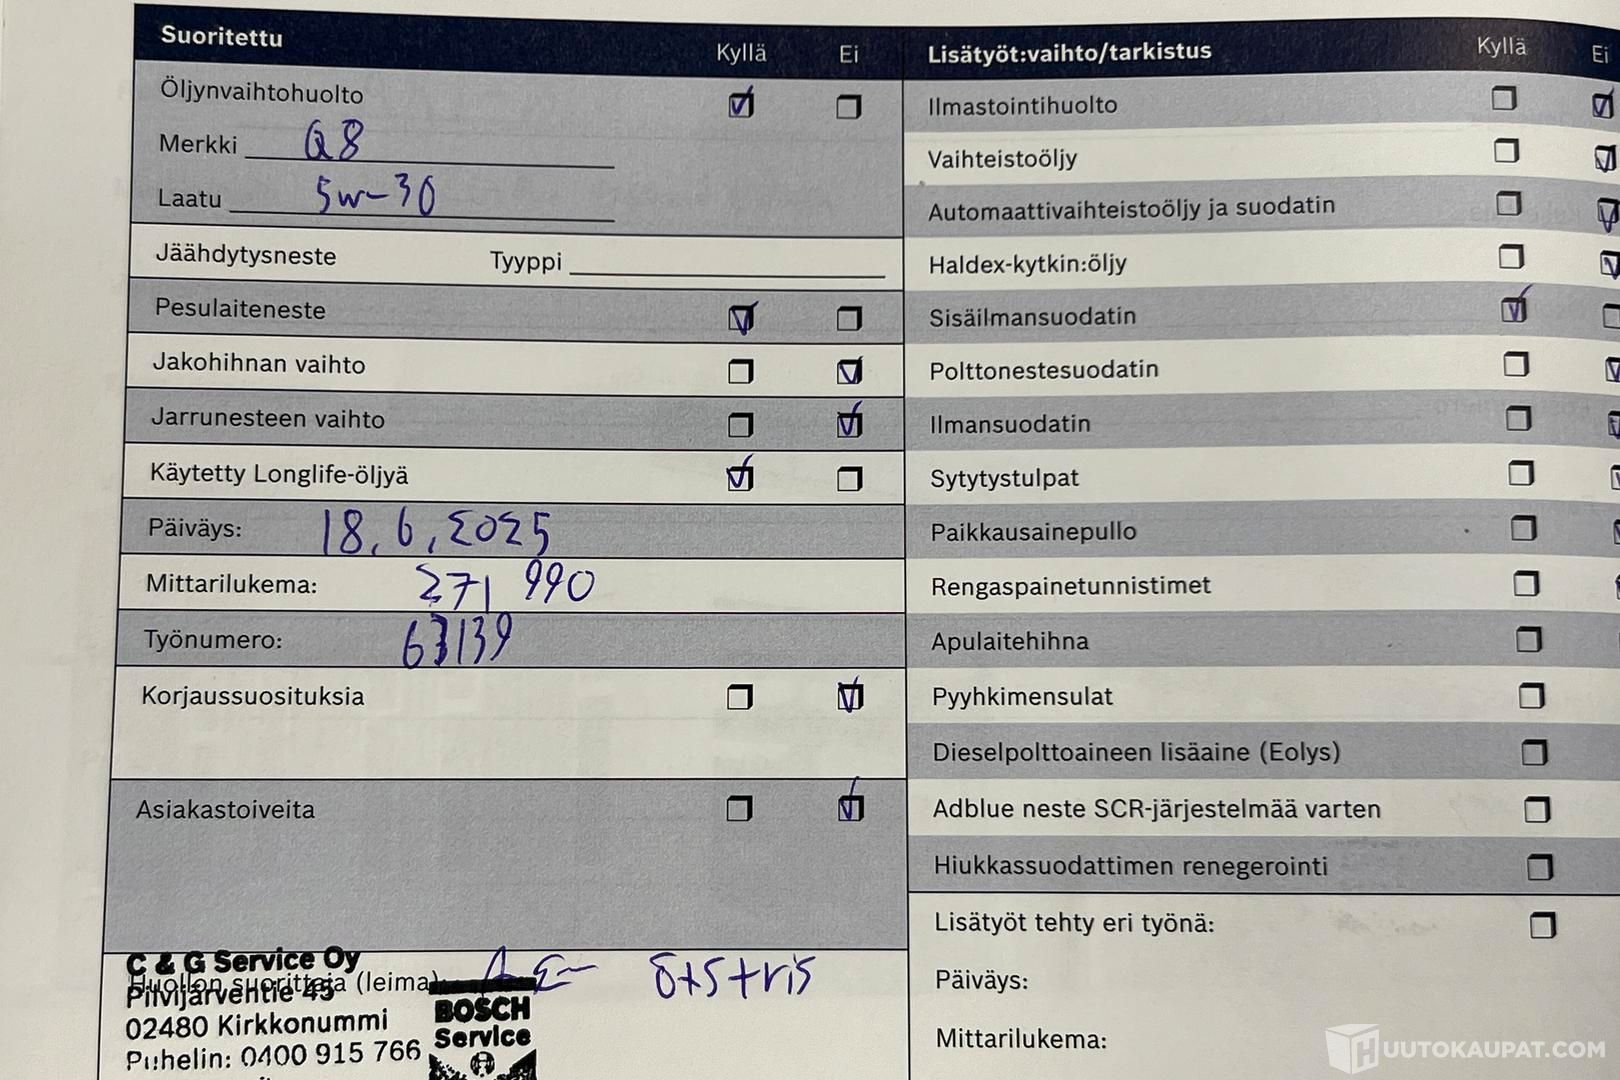 Suoritettu Kyllä Ei
Öljynvaihtohuolto
Merkki Q8
Laatu 5w-30
Jäähdytysneste Tyyppi
Pesulaiteneste
Jakohihnan vaihto
Jarrunesteen vaihto
Käytetty Longlife-öljyä
Päiväys: 18.6.2025
Mittarilukema: 271 990
Työnumero: 63139
Korjaussuosituksia
Asiakastoiveita
Huollon suorittaja (leima)
C & G Service Oy
Pilvijärventie 45
02480 Kirkkonummi
Puhelin: 0400 915 766
BOSCH
Service
Lisätyöt:vaihto/tarkistus Kyllä Ei
Ilmastointihuolto
Vaihteistoöljy
Automaattivaihteistoöljy ja suodatin
Haldex-kytkin:öljy
Sisäilmansuodatin
Polttonestesuodatin
Ilmansuodatin
Sytytystulpat
Paikkausainepullo
Rengaspainetunnistimet
Apulaitehihna
Pyyhkimensulat
Dieselpolttoaineen lisäaine (Eolys)
Adblue neste SCR-järjestelmää varten
Hiukkassuodattimen renegerointi
Lisätyöt tehty eri työnä:
Päiväys:
Mittarilukema:
HUUTOKAUPAT.COM